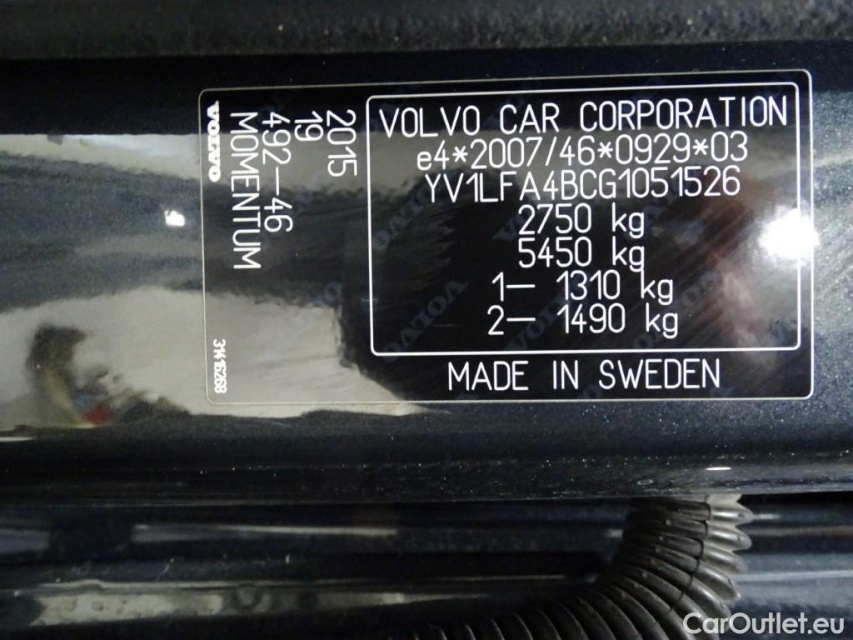 VOLVO
2015
19
492-46
MOMENTUM
31416268
VOLVO CAR CORPORATION
e4*2007/46*0929*03
YV1LFA4BCG1051526
2750 kg
5450 kg
1— 1310 kg
2— 1490 kg
MADE IN SWEDEN
CarOutlet.eu